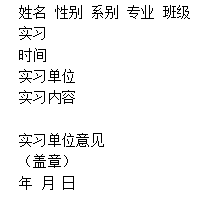 姓名 性别 系别 专业 班级
实习
时间
实习单位
实习内容
实习单位意见
（盖章）
年 月 日